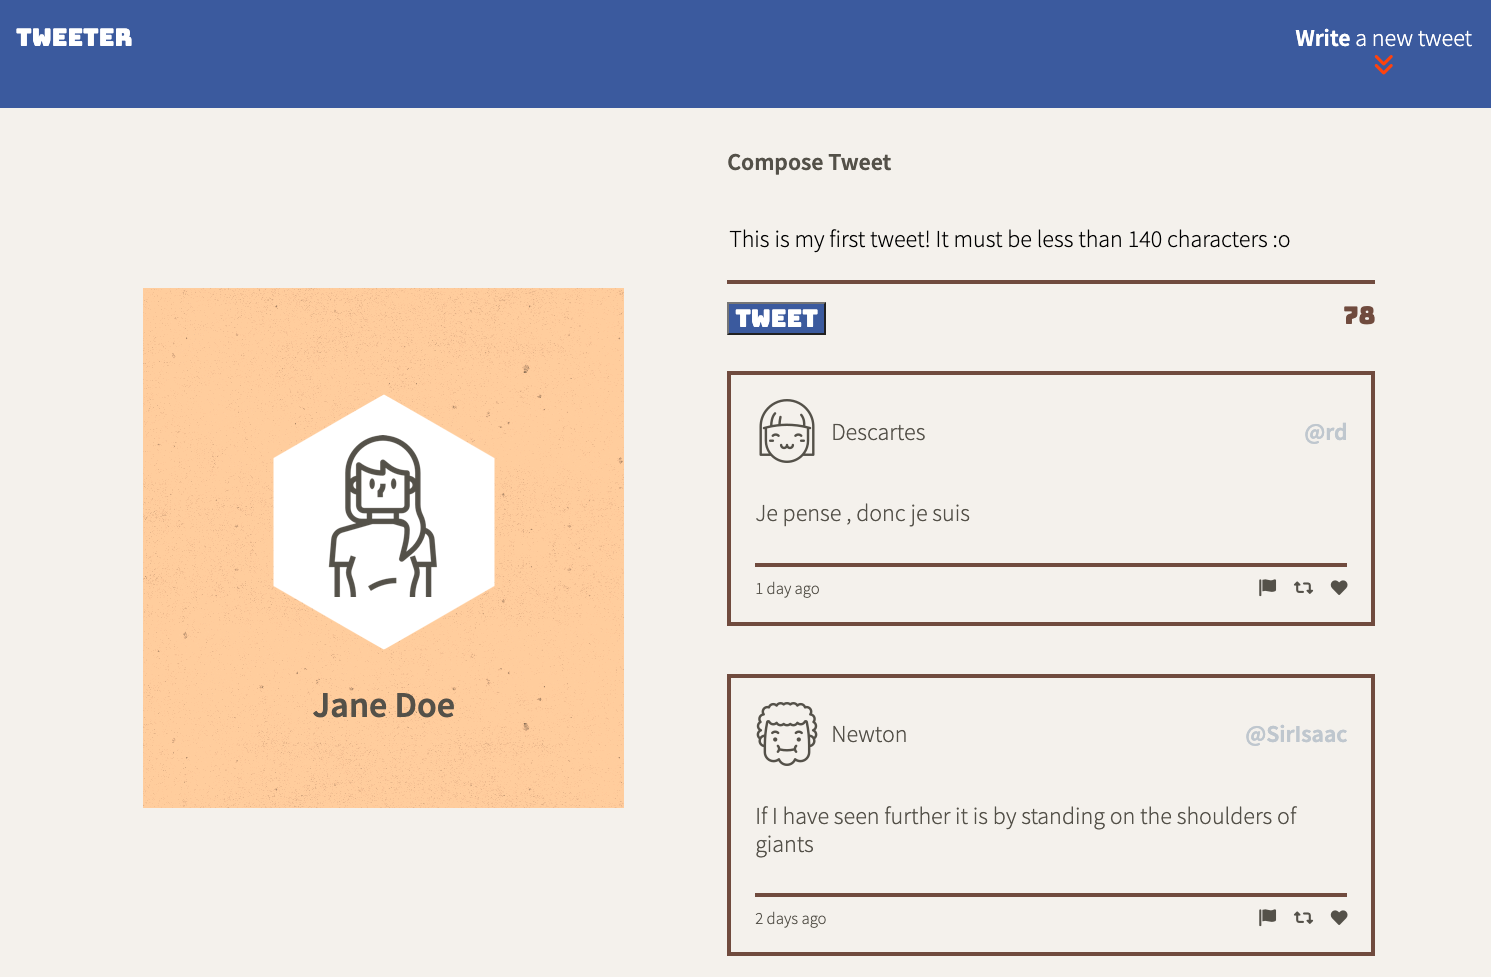 TWEETER
Write a new tweet
Compose Tweet
This is my first tweet! It must be less than 140 characters :o
TWEET
78
Jane Doe
Descartes
@rd
Je pense , donc je suis
1 day ago
Newton
@SirIsaac
If I have seen further it is by standing on the shoulders of
giants
2 days ago